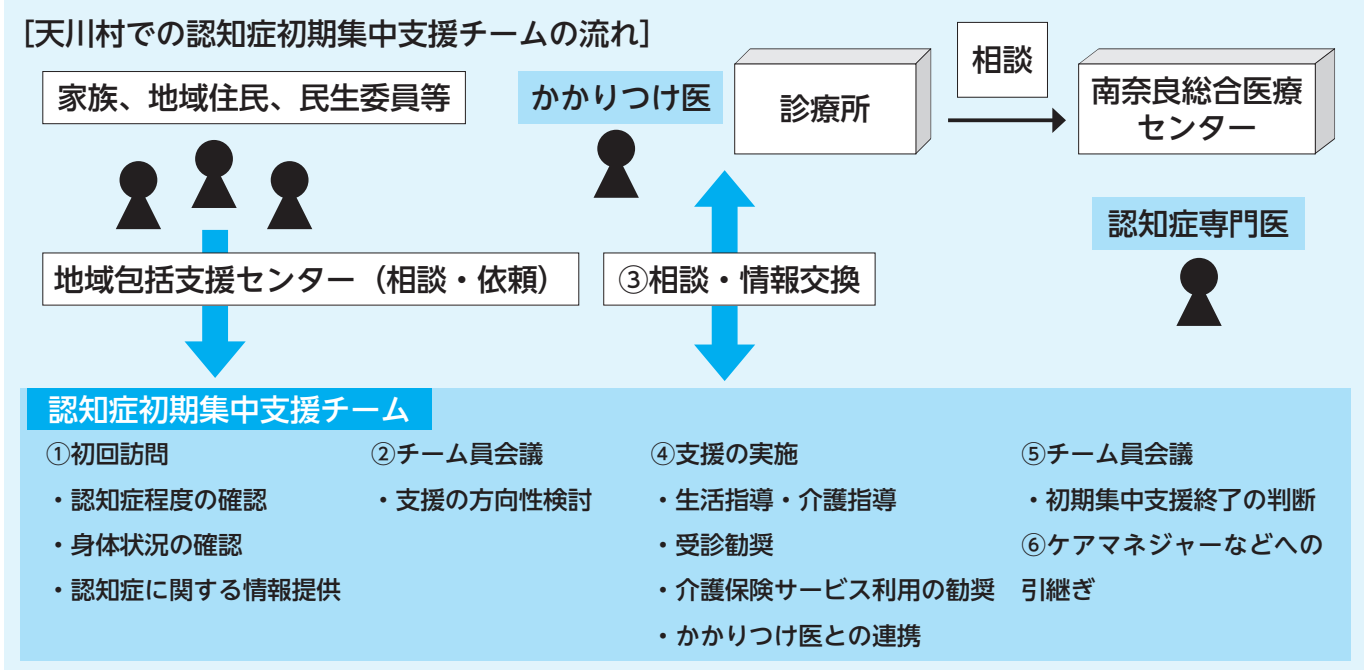 [天川村での認知症初期集中支援チームの流れ]
家族、地域住民、民生委員等
かかりつけ医
診療所
相談
南奈良総合医療
センター
認知症専門医
地域包括支援センター（相談・依頼）
③相談・情報交換
認知症初期集中支援チーム
①初回訪問
・認知症程度の確認
・身体状況の確認
・認知症に関する情報提供
②チーム員会議
・支援の方向性検討
④支援の実施
・生活指導・介護指導
・受診勧奨
・介護保険サービス利用の勧奨
・かかりつけ医との連携
⑤チーム員会議
・初期集中支援終了の判断
⑥ケアマネジャーなどへの
引継ぎ